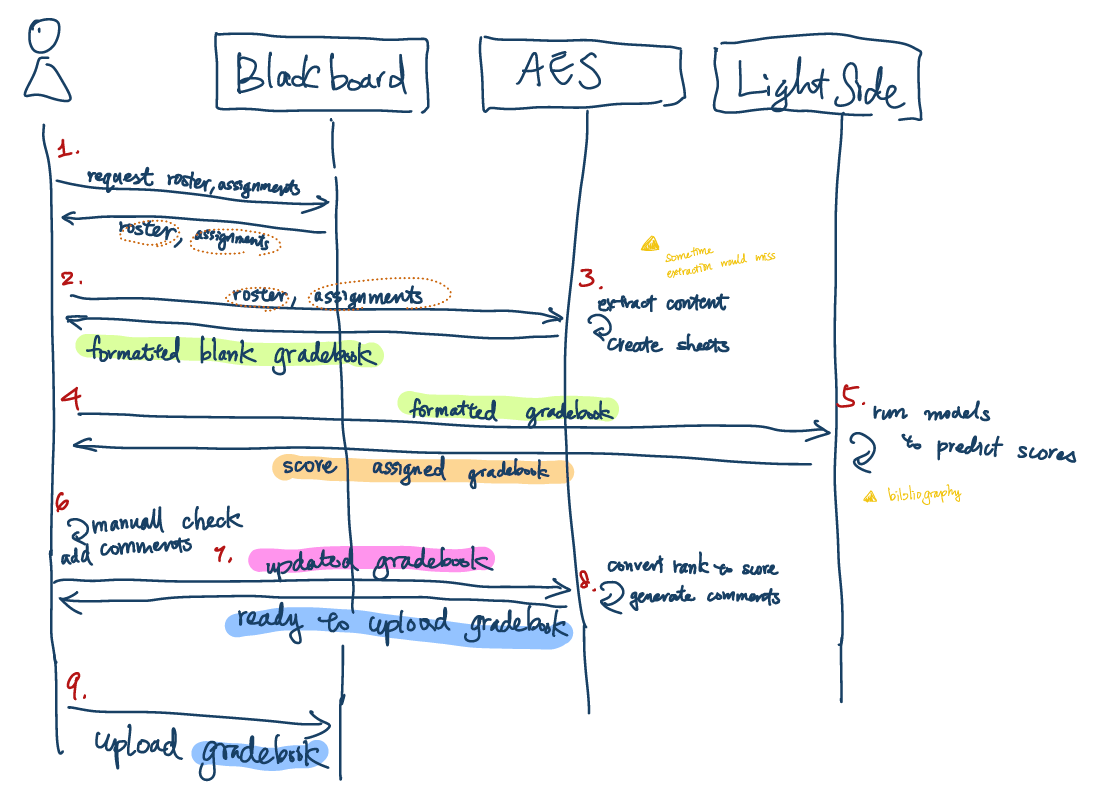 Blackboard
AES
LightSide
1.
request roster, assignments
roster, assignments
sometime
extraction would miss
2.
roster, assignments
3.
extract content
create sheets
formatted blank gradebook
4
formatted gradebook
5.
run models
to predict scores
score assigned gradebook
bilsliography
6
manuall check
add comments
7.
updated gradebook
8.
convert rank to score
generate comments
ready to upload gradebook
9.
upload gradebook